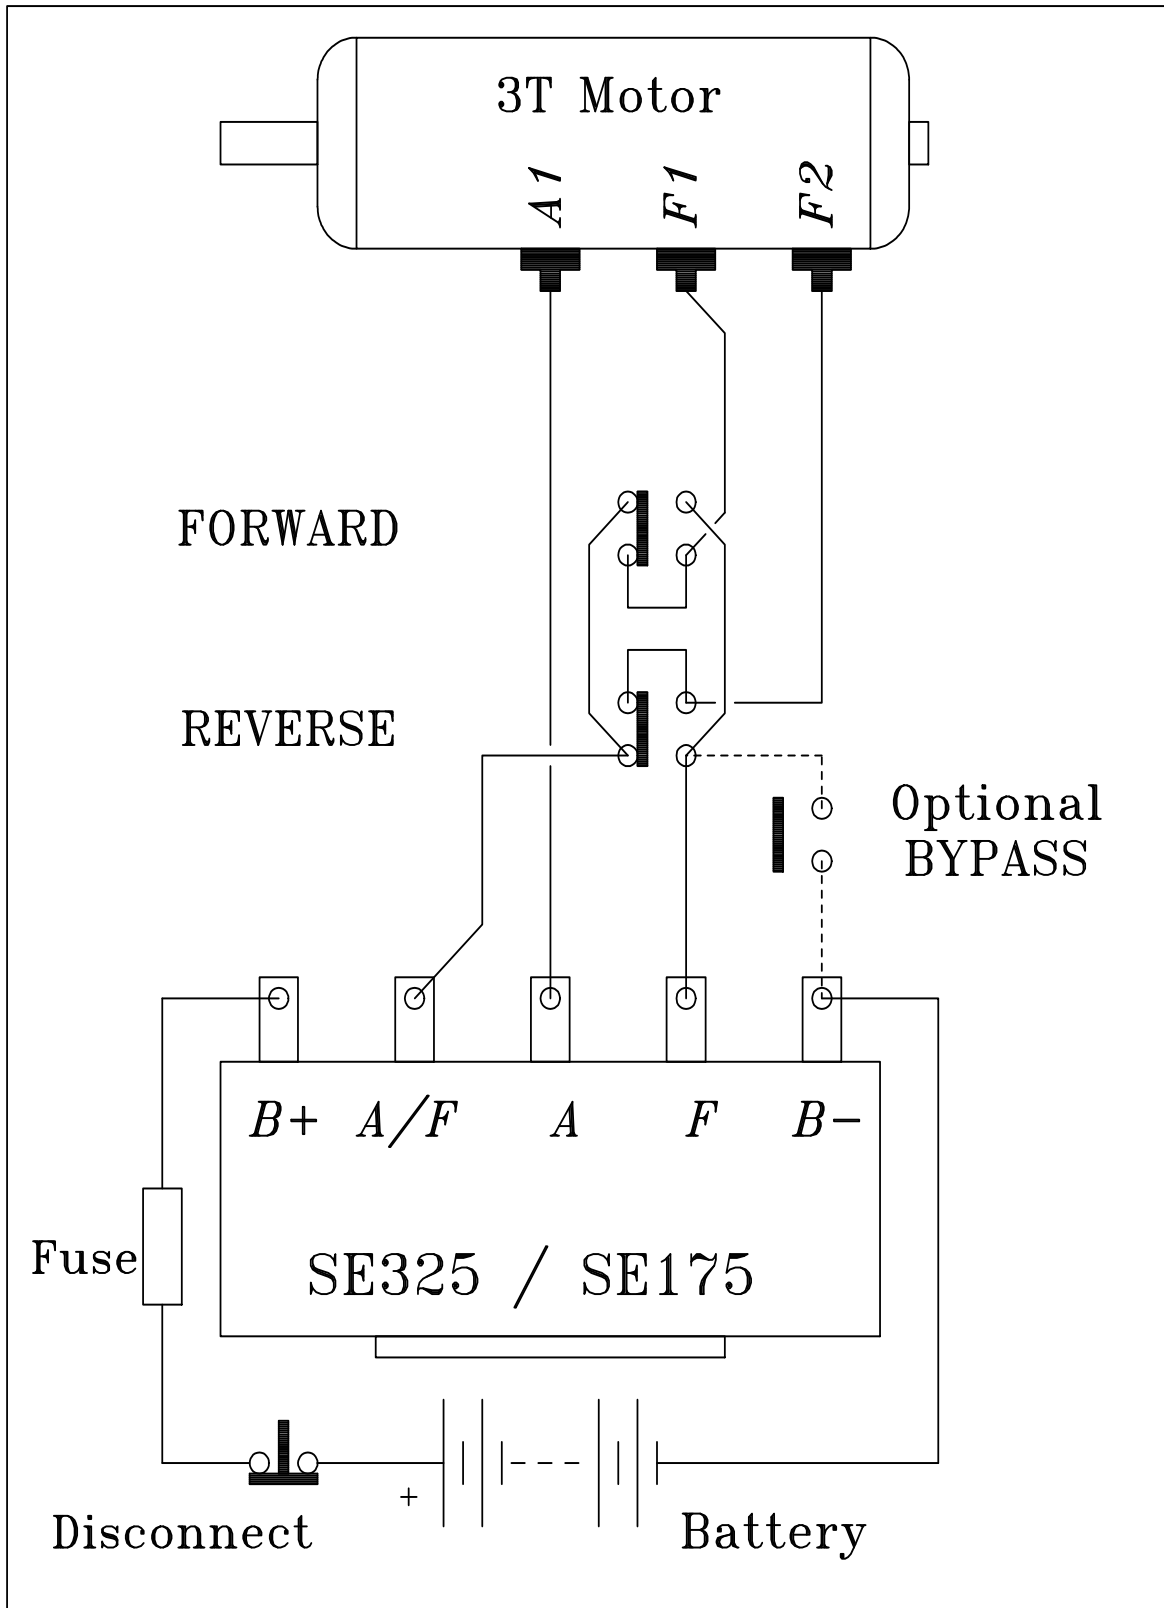 3T Motor
A1 F1 F2
FORWARD
REVERSE
Optional
BYPASS
B+ A/F A F B-
Fuse
SE325 / SE175
+
Disconnect
Battery